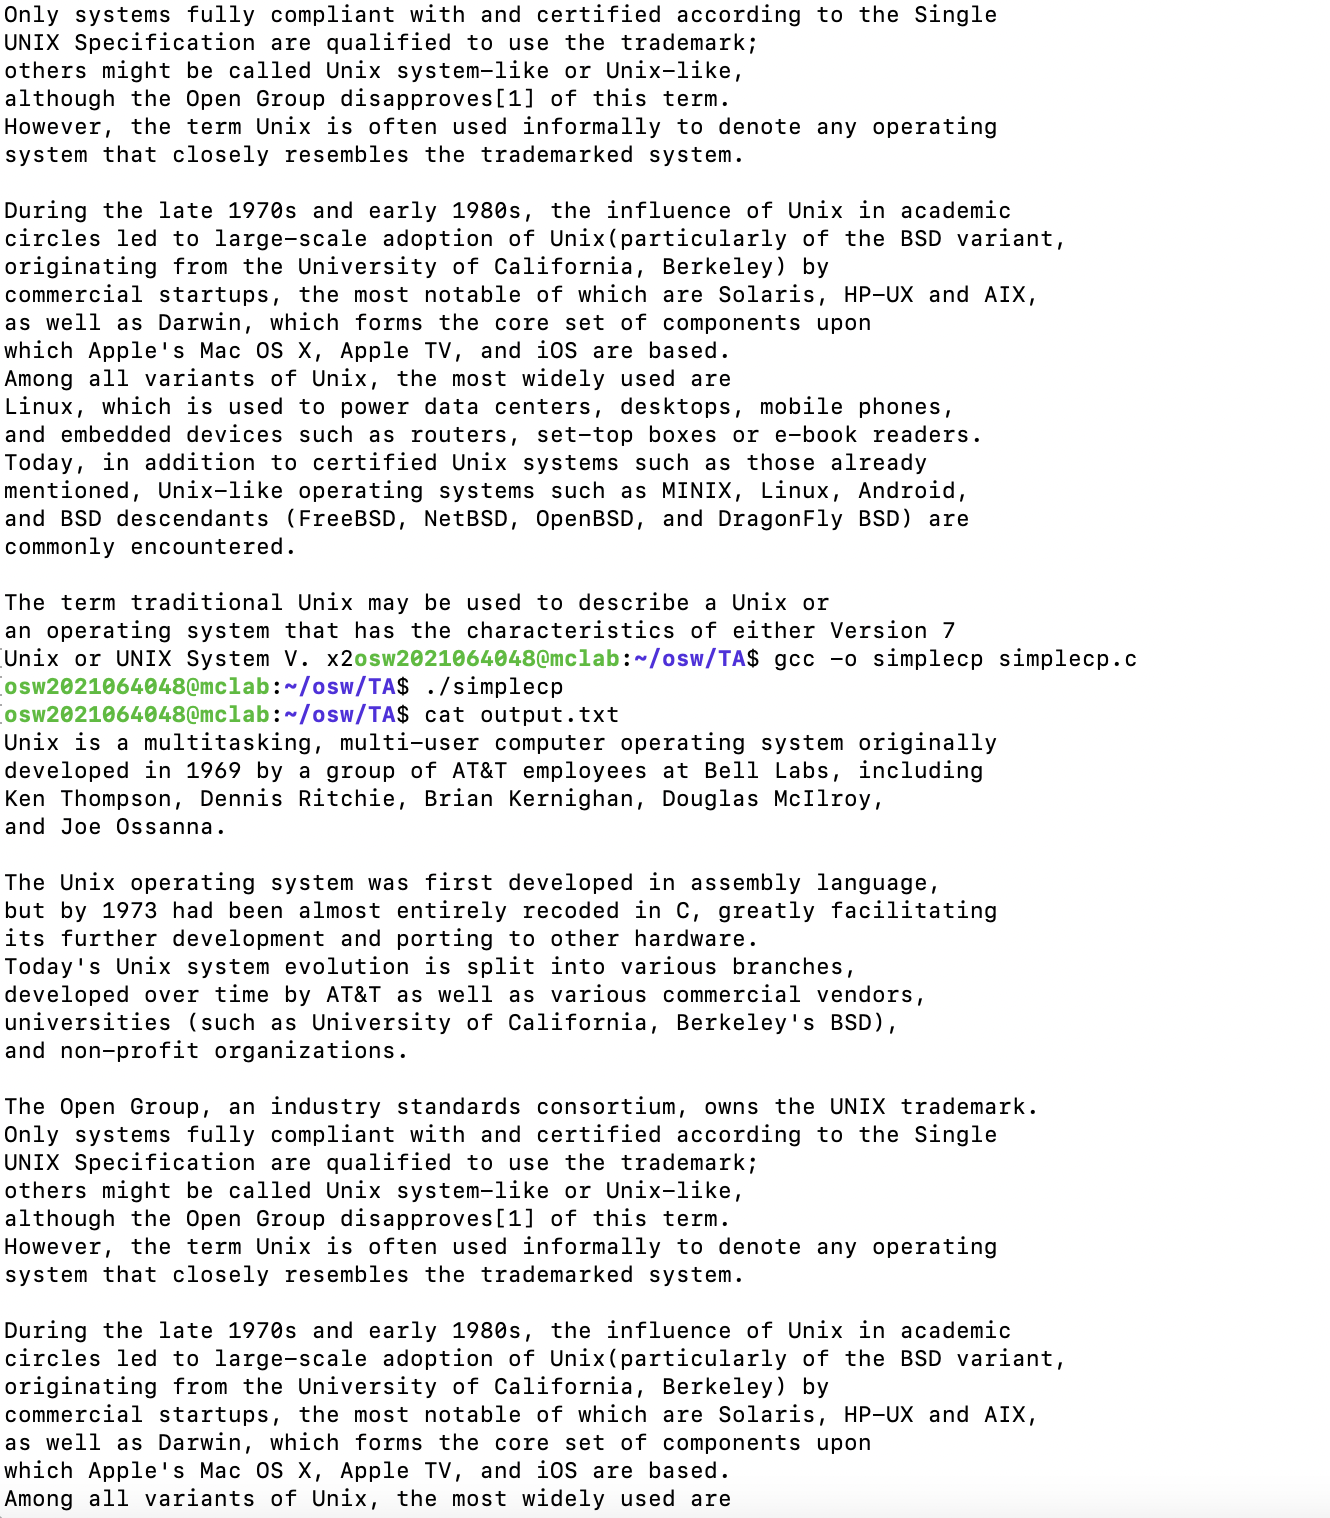 Only systems fully compliant with and certified according to the Single
UNIX Specification are qualified to use the trademark;
others might be called Unix system-like or Unix-like,
although the Open Group disapproves[1] of this term.
However, the term Unix is often used informally to denote any operating
system that closely resembles the trademarked system.

During the late 1970s and early 1980s, the influence of Unix in academic
circles led to large-scale adoption of Unix(particularly of the BSD variant,
originating from the University of California, Berkeley) by
commercial startups, the most notable of which are Solaris, HP-UX and AIX,
as well as Darwin, which forms the core set of components upon
which Apple's Mac OS X, Apple TV, and iOS are based.
Among all variants of Unix, the most widely used are
Linux, which is used to power data centers, desktops, mobile phones,
and embedded devices such as routers, set-top boxes or e-book readers.
Today, in addition to certified Unix systems such as those already
mentioned, Unix-like operating systems such as MINIX, Linux, Android,
and BSD descendants (FreeBSD, NetBSD, OpenBSD, and DragonFly BSD) are
commonly encountered.

The term traditional Unix may be used to describe a Unix or
an operating system that has the characteristics of either Version 7
Unix or UNIX System V. x2osw2021064048@mclab:~/osw/TA$ gcc -o simplecp simplecp.c
osw2021064048@mclab:~/osw/TA$ ./simplecp
osw2021064048@mclab:~/osw/TA$ cat output.txt
Unix is a multitasking, multi-user computer operating system originally
developed in 1969 by a group of AT&T employees at Bell Labs, including
Ken Thompson, Dennis Ritchie, Brian Kernighan, Douglas McIlroy,
and Joe Ossanna.

The Unix operating system was first developed in assembly language,
but by 1973 had been almost entirely recoded in C, greatly facilitating
its further development and porting to other hardware.
Today's Unix system evolution is split into various branches,
developed over time by AT&T as well as various commercial vendors,
universities (such as University of California, Berkeley's BSD),
and non-profit organizations.

The Open Group, an industry standards consortium, owns the UNIX trademark.
Only systems fully compliant with and certified according to the Single
UNIX Specification are qualified to use the trademark;
others might be called Unix system-like or Unix-like,
although the Open Group disapproves[1] of this term.
However, the term Unix is often used informally to denote any operating
system that closely resembles the trademarked system.

During the late 1970s and early 1980s, the influence of Unix in academic
circles led to large-scale adoption of Unix(particularly of the BSD variant,
originating from the University of California, Berkeley) by
commercial startups, the most notable of which are Solaris, HP-UX and AIX,
as well as Darwin, which forms the core set of components upon
which Apple's Mac OS X, Apple TV, and iOS are based.
Among all variants of Unix, the most widely used are